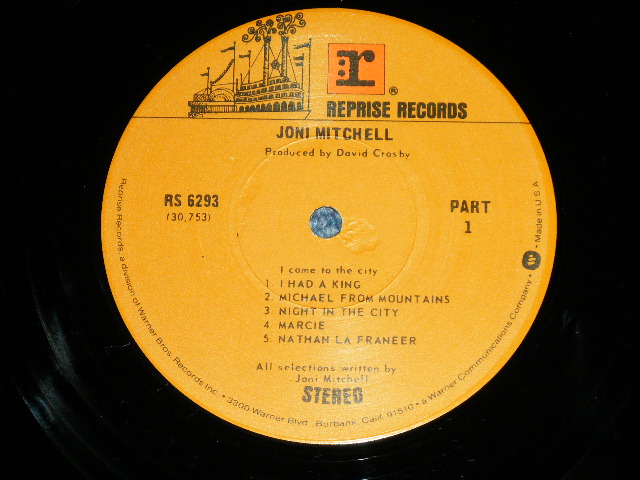 r
®
REPRISE RECORDS
JONI MITCHELL
Produced by David Crosby
RS 6293
(30,753)
PART
1
I came to the city
1. I HAD A KING
2. MICHAEL FROM MOUNTAINS
3. NIGHT IN THE CITY
4. MARCIE
5. NATHAN LA FRANEER
All selections written by
Joni Mitchell
STEREO
Reprise Records, a division of Warner Bros. Records Inc. • 3300 Warner Blvd., Burbank, Calif. 91510 • a Warner Communications Company • W • Made in U.S.A.